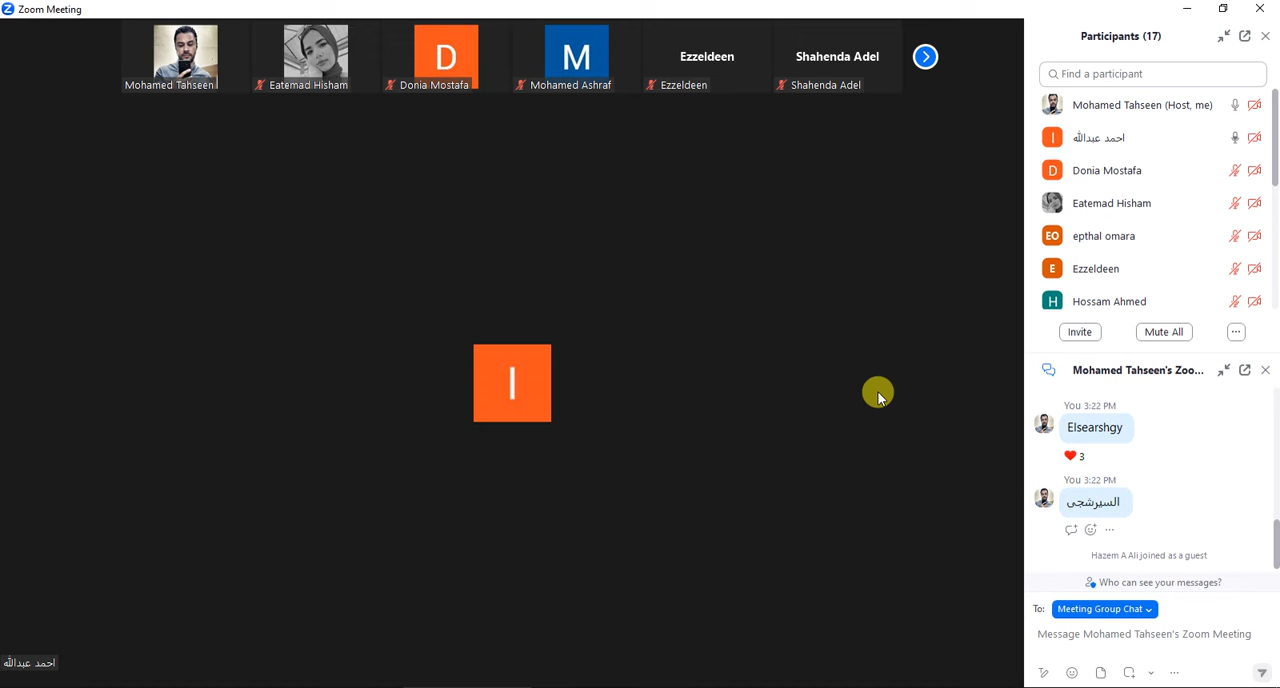 Zoom Meeting
Mohamed Tahseen
Eatemad Hisham
D
Donia Mostafa
M
Mohamed Ashraf
Ezzeldeen
Ezzeldeen
Shahenda Adel
Shahenda Adel
I
احمد عبدالله
Participants (17)
Find a participant
Mohamed Tahseen (Host, me)
I احمد عبدالله
D Donia Mostafa
Eatemad Hisham
EO epthal omara
E Ezzeldeen
H Hossam Ahmed
Invite Mute All ...
Mohamed Tahseen's Zoo...
You 3:22 PM
Elsearshgy
3
You 3:22 PM
السيرشجى
Hazem A Ali joined as a guest
Who can see your messages?
To: Meeting Group Chat
Message Mohamed Tahseen's Zoom Meeting